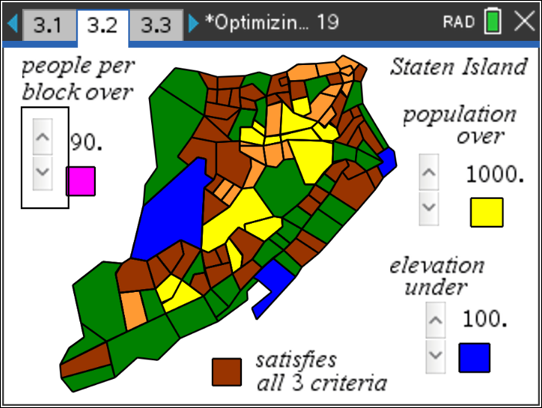 3.1 3.2 3.3 *Optimizin... 19 RAD
people per
block over
90.
Staten Island
population
over
1000.
elevation
under
100.
satisfies
all 3 criteria